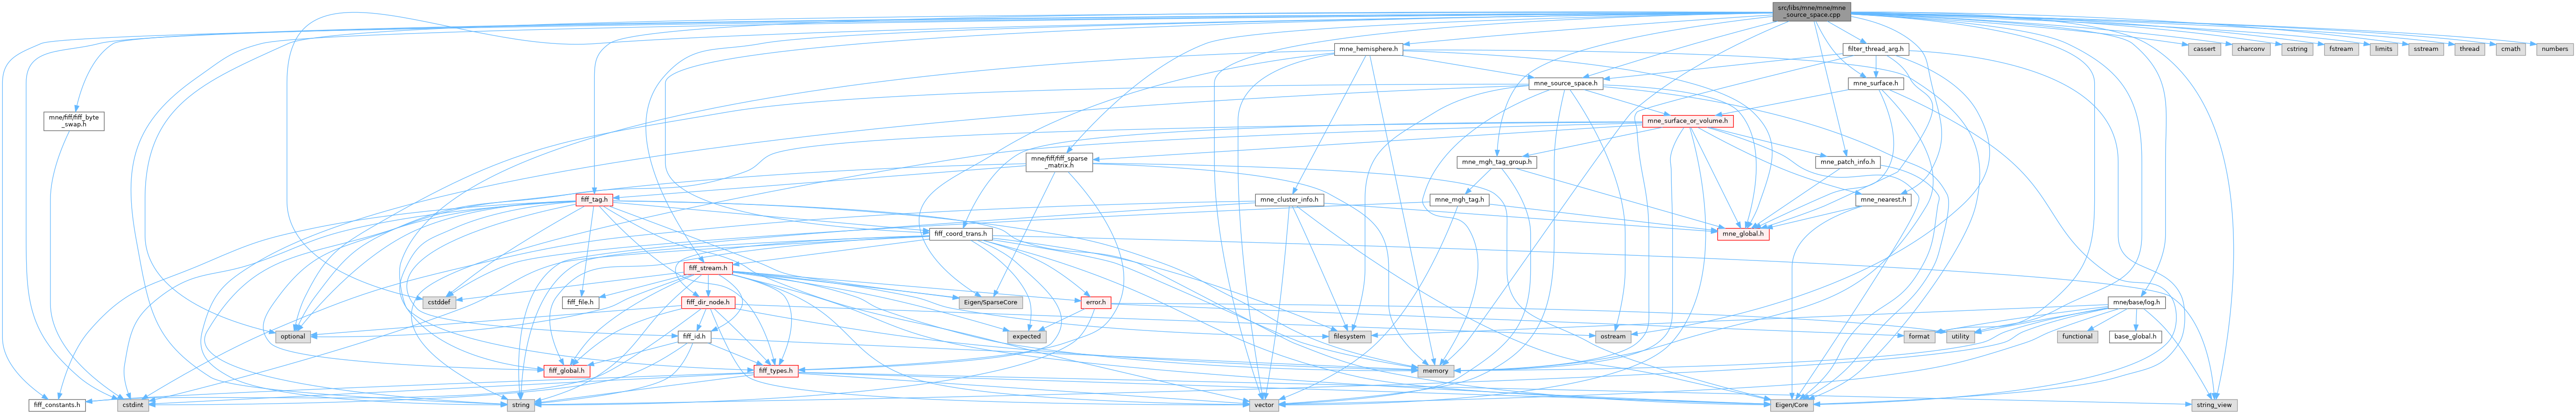 src/libs/mne/mne/mne
_source_space.cpp
mne_hemisphere.h
filter_thread_arg.h
cassert
charconv
cstring
fstream
limits
sstream
thread
cmath
numbers
mne_source_space.h
mne_surface.h
mne/fiff/fiff_byte
_swap.h
mne_surface_or_volume.h
mne/fiff/fiff_sparse
_matrix.h
mne_mgh_tag_group.h
mne_patch_info.h
fiff_tag.h
mne_cluster_info.h
mne_mgh_tag.h
mne_nearest.h
fiff_coord_trans.h
mne_global.h
fiff_stream.h
cstddef
fiff_file.h
fiff_dir_node.h
Eigen/SparseCore
error.h
mne/base/log.h
optional
fiff_id.h
expected
filesystem
ostream
format
utility
functional
base_global.h
fiff_global.h
fiff_types.h
memory
fiff_constants.h
cstdint
string
vector
Eigen/Core
string_view